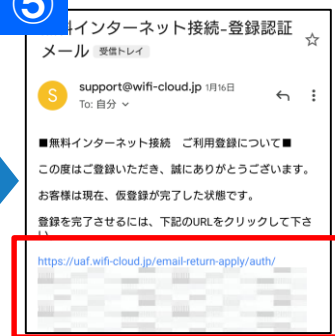 ⑤
無料インターネット接続-登録認証
メール 受信トレイ
S
support@wifi-cloud.jp 1月16日
To: 自分
■無料インターネット接続 ご利用登録について■
この度はご登録いただき、誠にありがとうございます。
お客様は現在、仮登録が完了した状態です。
登録を完了させるには、下記のURLをクリックして下さ
い
https://uaf.wifi-cloud.jp/email-return-apply/auth/